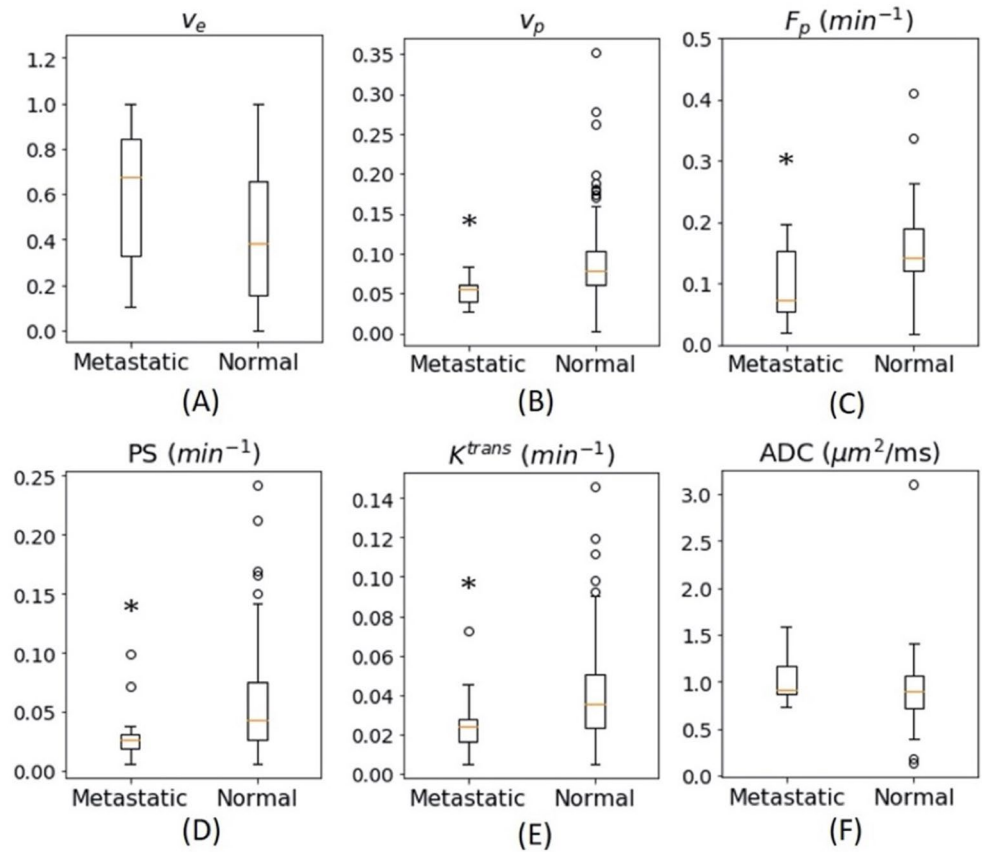 v_e
1.2
1.0
0.8
0.6
0.4
0.2
0.0
Metastatic Normal
(A)
v_p
0.35
0.30
0.25
0.20
0.15
0.10
0.05
0.00
*
Metastatic Normal
(B)
F_p (min⁻¹)
0.5
0.4
0.3
0.2
0.1
0.0
*
Metastatic Normal
(C)
PS (min⁻¹)
0.25
0.20
0.15
0.10
0.05
0.00
*
Metastatic Normal
(D)
K^trans (min⁻¹)
0.14
0.12
0.10
0.08
0.06
0.04
0.02
0.00
*
Metastatic Normal
(E)
ADC (μm²/ms)
3.0
2.5
2.0
1.5
1.0
0.5
0.0
Metastatic Normal
(F)